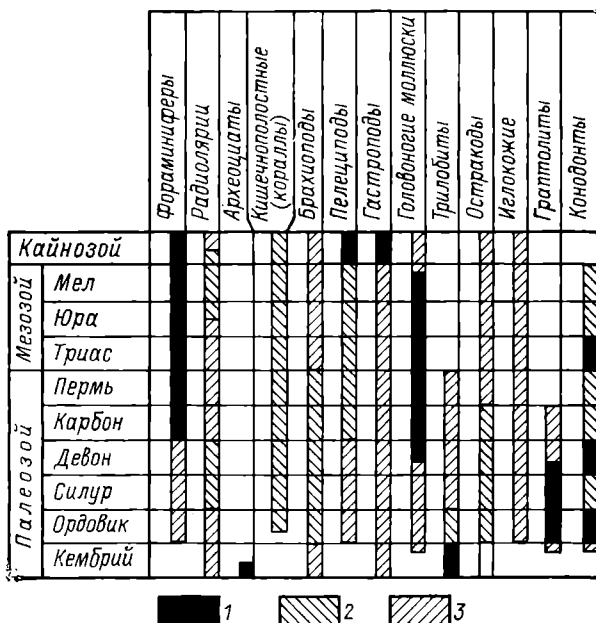 Фораминиферы
Радиолярии
Археоциаты
Кишечнополостные
(кораллы)
Брахиоподы
Пелециподы
Гастроподы
Головоногие моллюски
Трилобиты
Остракоды
Иглокожие
Граптолиты
Конодонты
Кайнозой
Мезозой
Мел
Юра
Триас
Палеозой
Пермь
Карбон
Девон
Силур
Ордовик
Кембрий
1
2
3